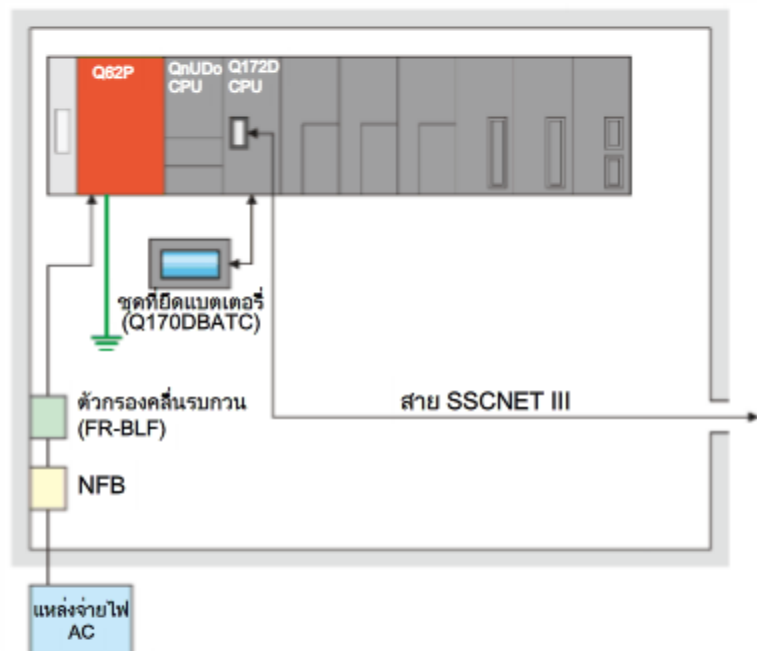 Q62P
QnUDo Q172D
CPU CPU
ชุดที่ยึดแบตเตอรี่
(Q170DBATC)
ตัวกรองคลื่นรบกวน
(FR-BLF)
สาย SSCNET III
NFB
แหล่งจ่ายไฟ
AC